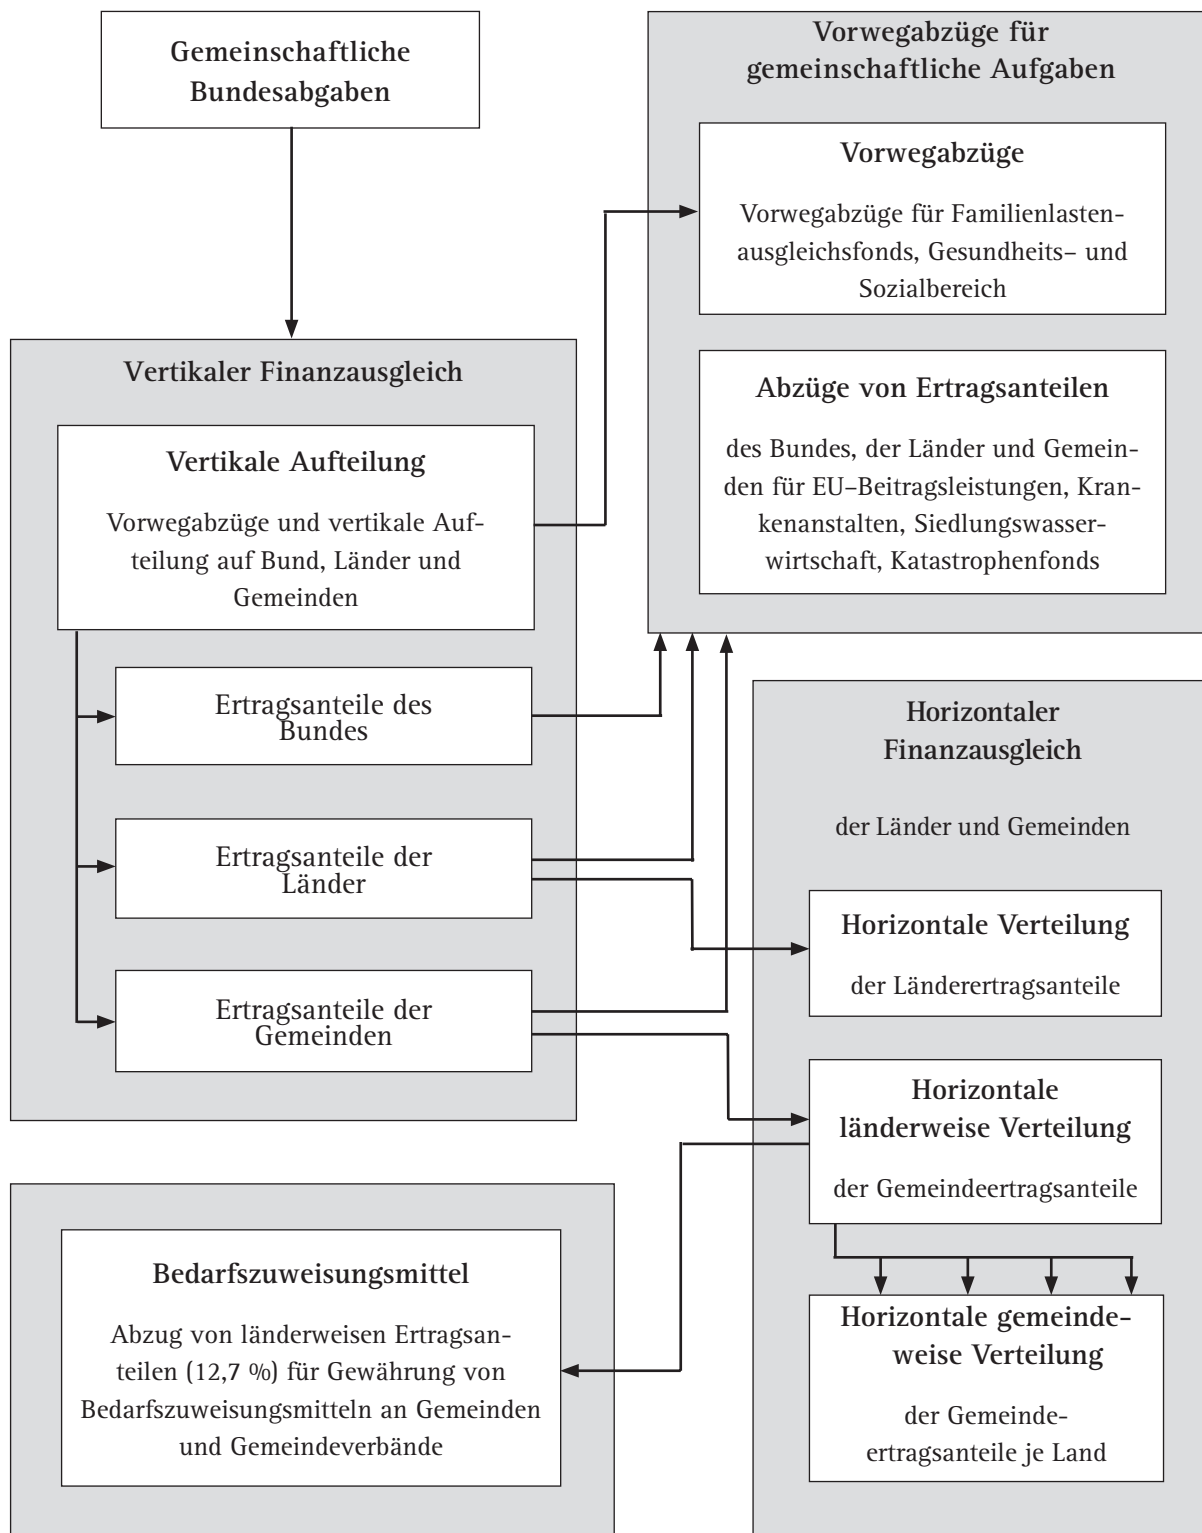 Gemeinschaftliche
Bundesabgaben
Vorwegabzüge für
gemeinschaftliche Aufgaben
Vorwegabzüge
Vorwegabzüge für Familienlasten-
ausgleichsfonds, Gesundheits- und
Sozialbereich
Abzüge von Ertragsanteilen
des Bundes, der Länder und Gemein-
den für EU-Beitragsleistungen, Kran-
kenanstalten, Siedlungswasser-
wirtschaft, Katastrophenfonds
Vertikaler Finanzausgleich
Vertikale Aufteilung
Vorwegabzüge und vertikale Auf-
teilung auf Bund, Länder und
Gemeinden
Ertragsanteile des
Bundes
Ertragsanteile der
Länder
Ertragsanteile der
Gemeinden
Horizontaler
Finanzausgleich
der Länder und Gemeinden
Horizontale Verteilung
der Länderertragsanteile
Horizontale
länderweise Verteilung
der Gemeindeertragsanteile
Horizontale gemeinde-
weise Verteilung
der Gemeinde-
ertragsanteile je Land
Bedarfszuweisungsmittel
Abzug von länderweisen Ertragsan-
teilen (12,7 %) für Gewährung von
Bedarfszuweisungsmitteln an Gemeinden
und Gemeindeverbände